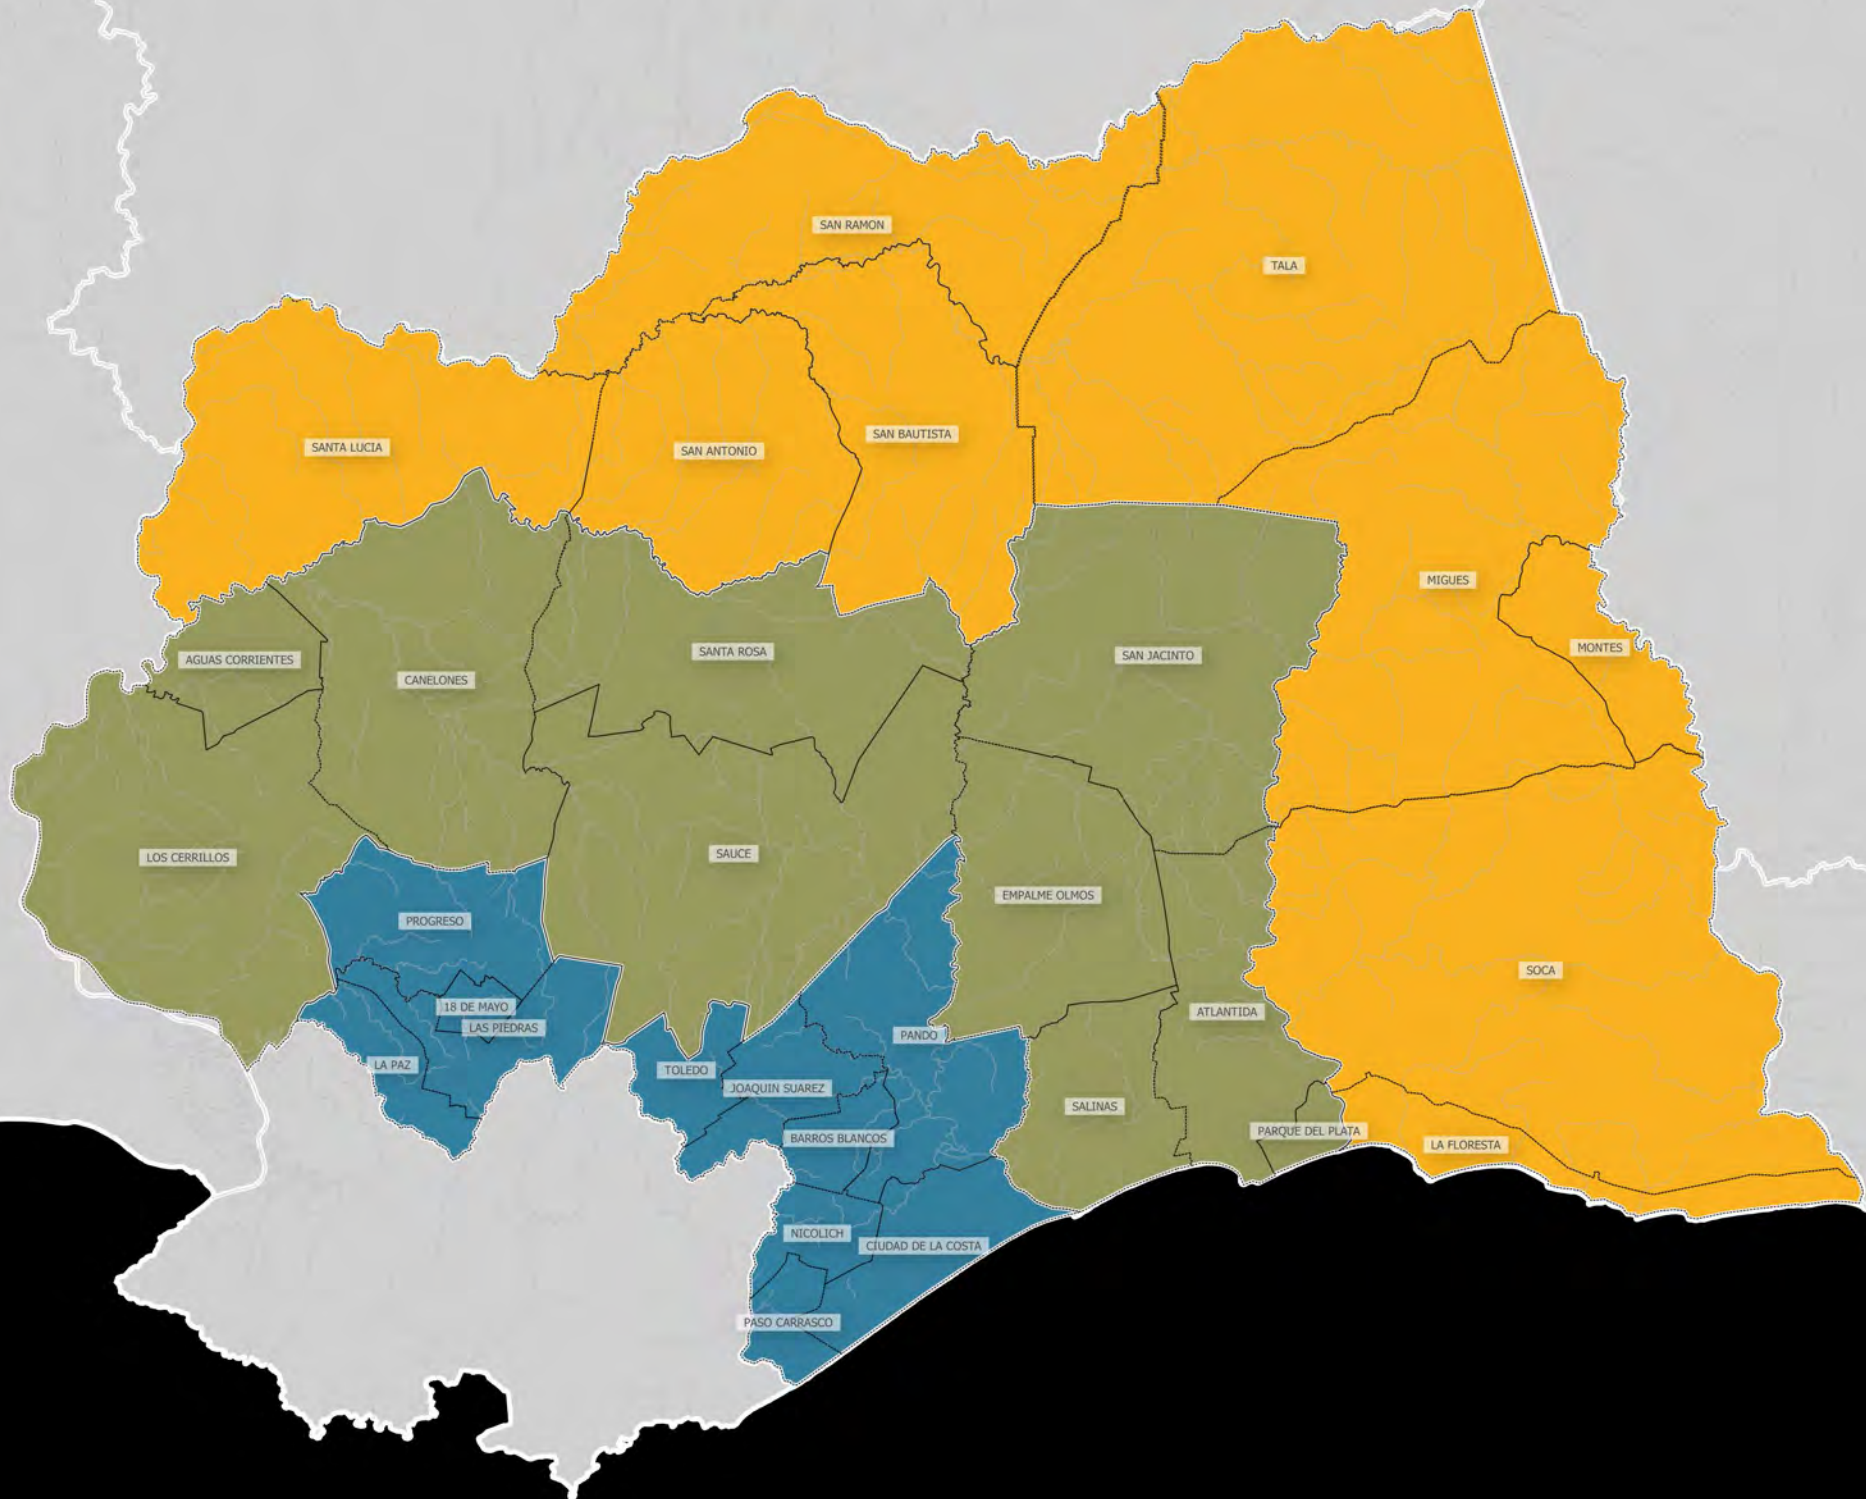 SAN RAMON
TALA
SANTA LUCIA
SAN ANTONIO
SAN BAUTISTA
MIGUES
MONTES
AGUAS CORRIENTES
CANELONES
SANTA ROSA
SAN JACINTO
LOS CERRILLOS
SAUCE
EMPALME OLMOS
PROGRESO
SOCA
18 DE MAYO
LAS PIEDRAS
ATLANTIDA
PANDO
LA PAZ
TOLEDO
JOAQUIN SUAREZ
SALINAS
BARROS BLANCOS
PARQUE DEL PLATA
LA FLORESTA
NICOLICH
CIUDAD DE LA COSTA
PASO CARRASCO